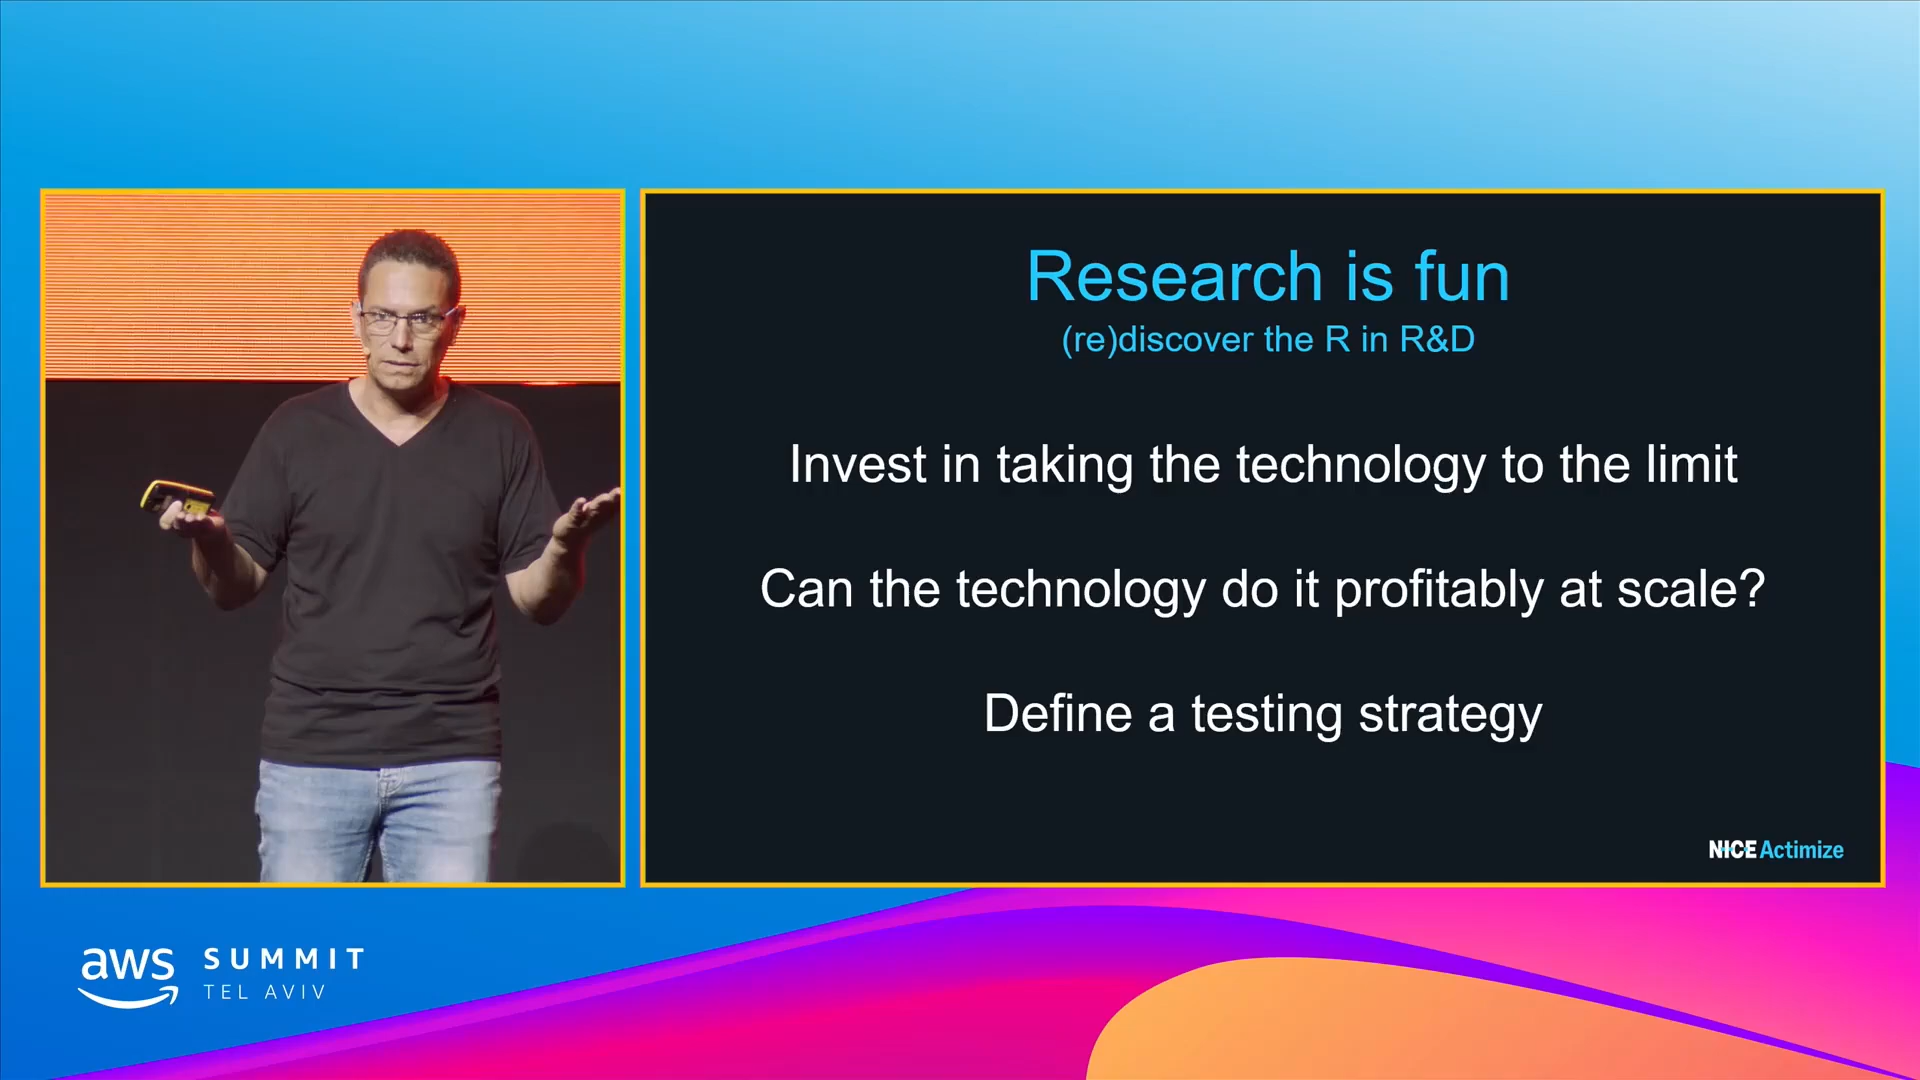 Research is fun
(re)discover the R in R&D
Invest in taking the technology to the limit
Can the technology do it profitably at scale?
Define a testing strategy
NICE Actimize
aws SUMMIT
TEL AVIV